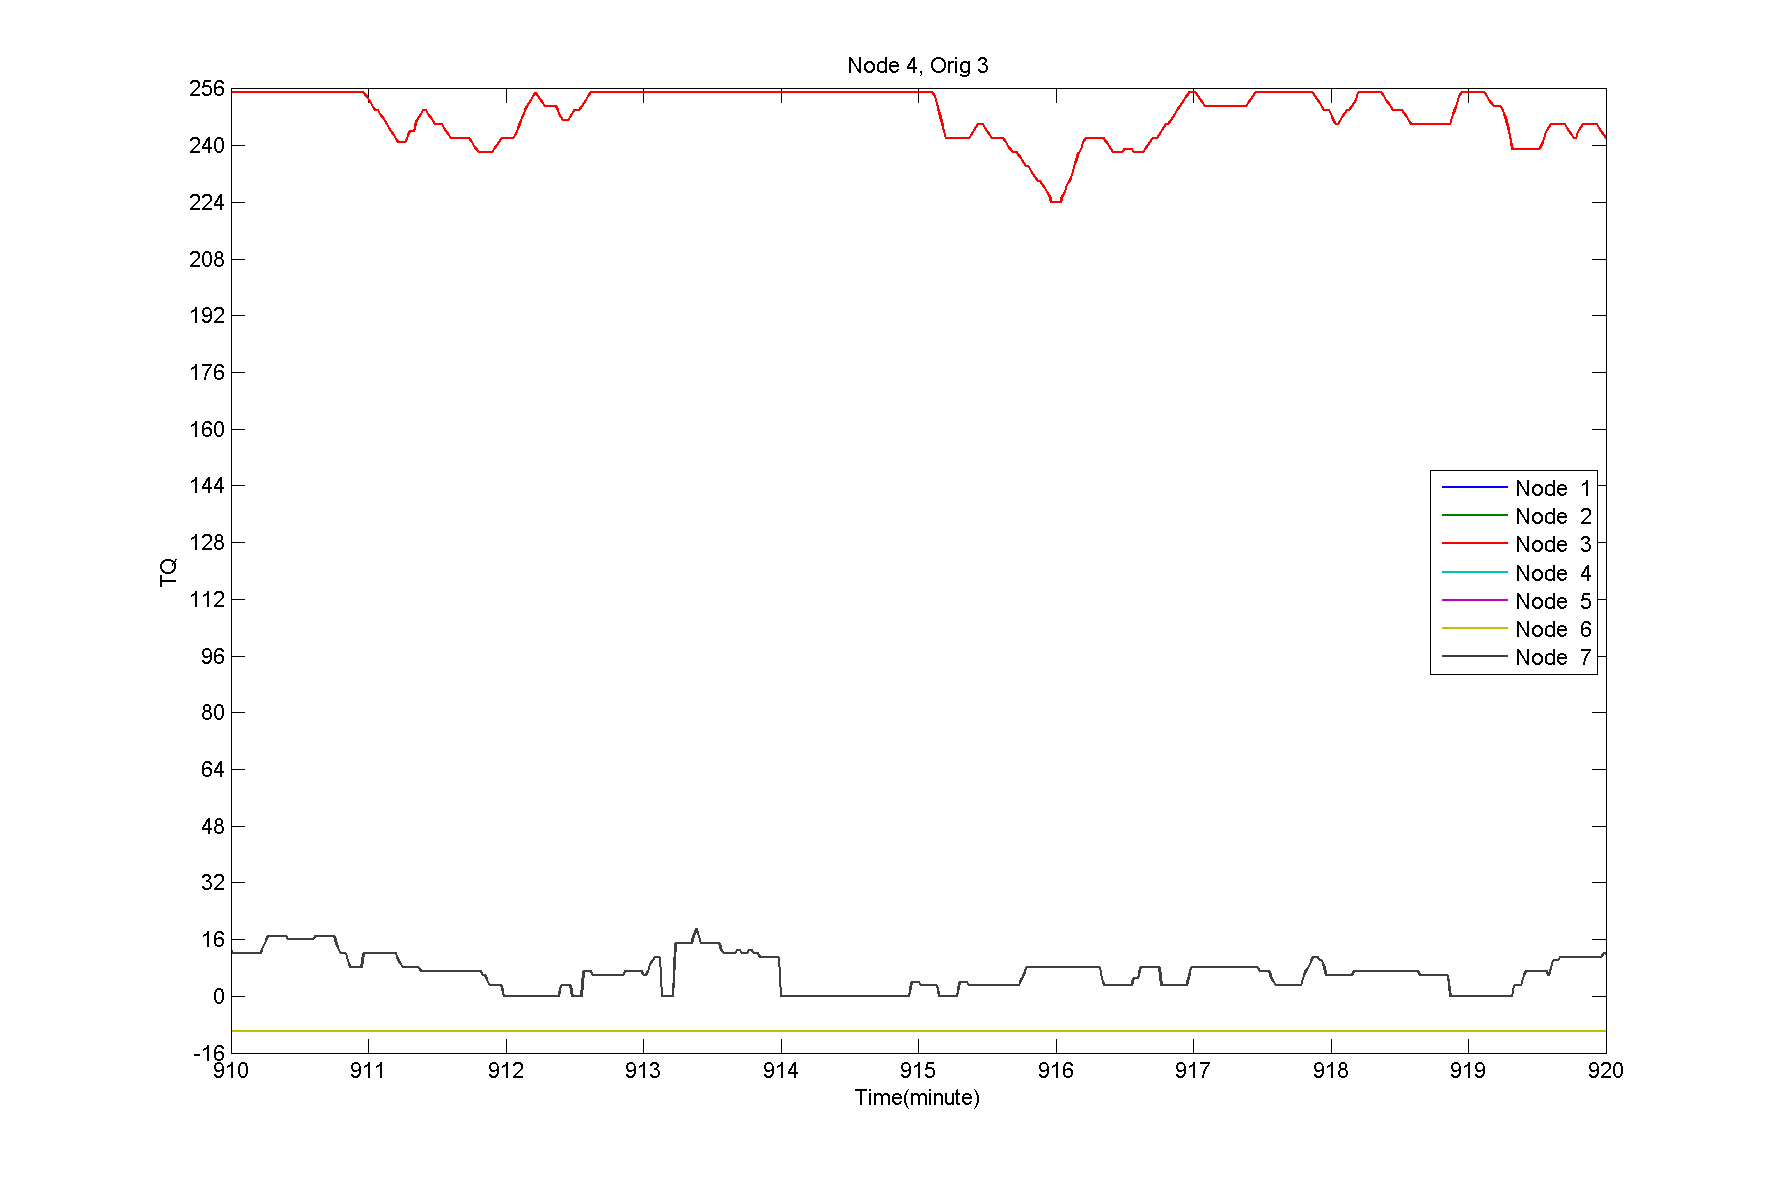 Node 4, Orig 3
256
240
224
208
192
176
160
144
128
112
96
80
64
48
32
16
0
-16
TQ
Node 1
Node 2
Node 3
Node 4
Node 5
Node 6
Node 7
910 911 912 913 914 915 916 917 918 919 920
Time(minute)